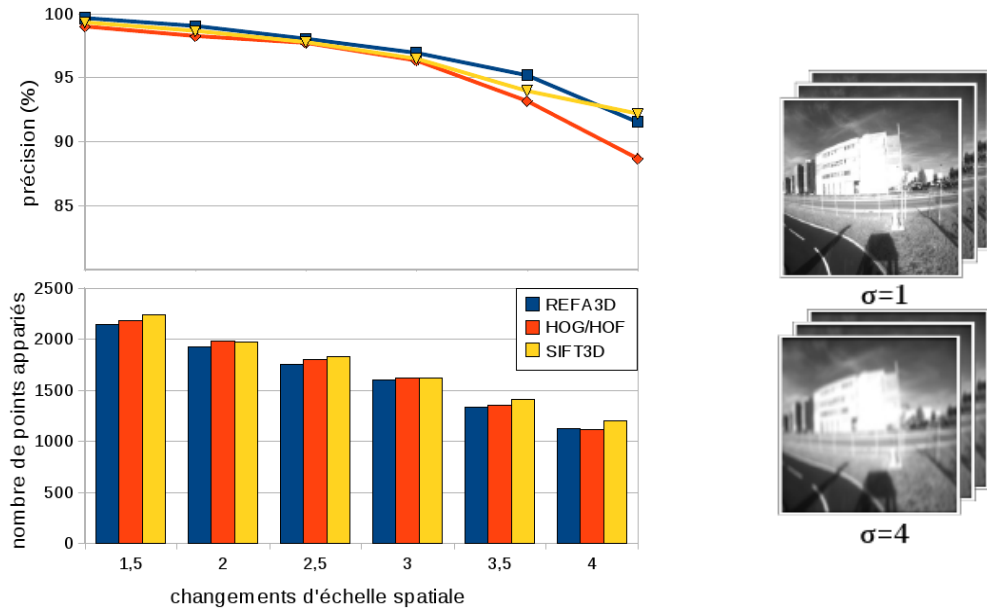 100
95
90
85
précision (%)
2500
2000
1500
1000
500
0
nombre de points appariés
REFA3D
HOG/HOF
SIFT3D
1,5 2 2,5 3 3,5 4
changements d'échelle spatiale
σ=1
σ=4